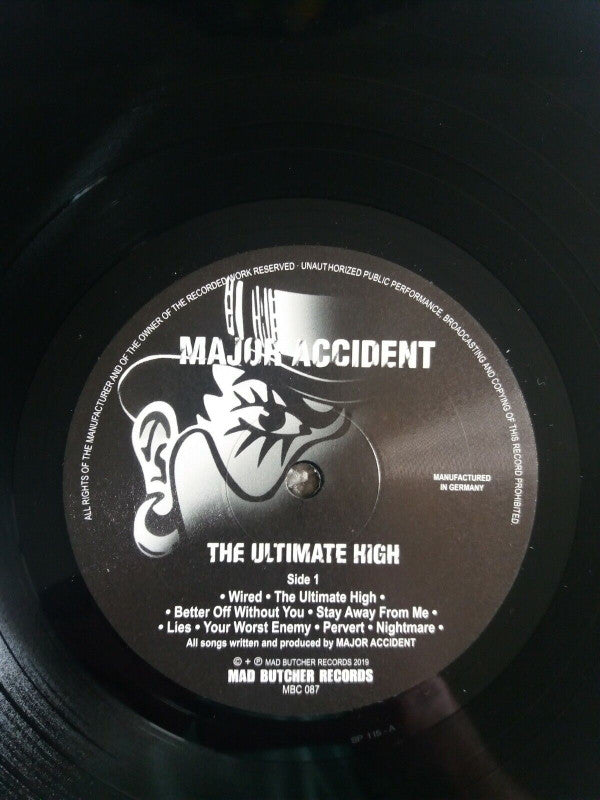 ALL RIGHTS OF THE MANUFACTURER AND OF THE OWNER OF THE RECORDED WORK RESERVED · UNAUTHORIZED PUBLIC PERFORMANCE, BROADCASTING AND COPYING OF THIS RECORD PROHIBITED.
MAJOR ACCIDENT
MANUFACTURED
IN GERMANY
THE ULTIMATE HIGH
Side 1
• Wired • The Ultimate High •
• Better Off Without You • Stay Away From Me •
• Lies • Your Worst Enemy • Pervert • Nightmare •
All songs written and produced by MAJOR ACCIDENT
© + ℗ MAD BUTCHER RECORDS 2019
MAD BUTCHER RECORDS
MBC 087